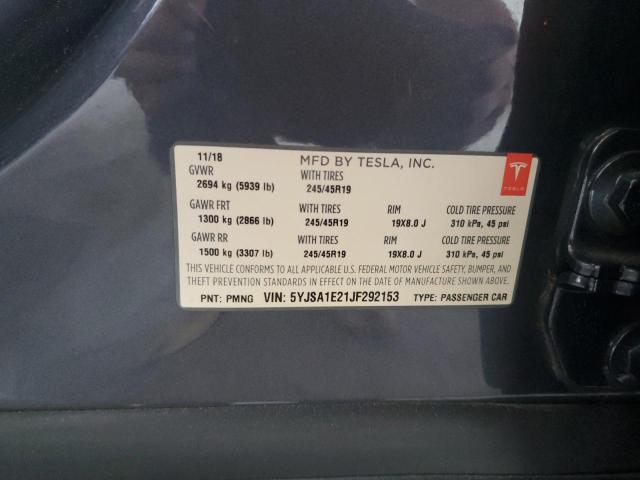 11/18 MFD BY TESLA, INC.
GVWR WITH TIRES
2694 kg (5939 lb) 245/45R19
TESLA
GAWR FRT WITH TIRES RIM COLD TIRE PRESSURE
1300 kg (2866 lb) 245/45R19 19X8.0 J 310 kPa, 45 psi
GAWR RR WITH TIRES RIM COLD TIRE PRESSURE
1500 kg (3307 lb) 245/45R19 19X8.0 J 310 kPa, 45 psi
THIS VEHICLE CONFORMS TO ALL APPLICABLE U.S. FEDERAL MOTOR VEHICLE SAFETY, BUMPER, AND
THEFT PREVENTION STANDARDS IN EFFECT ON THE DATE OF MANUFACTURE SHOWN ABOVE.
PNT: PMNG VIN: 5YJSA1E21JF292153 TYPE: PASSENGER CAR